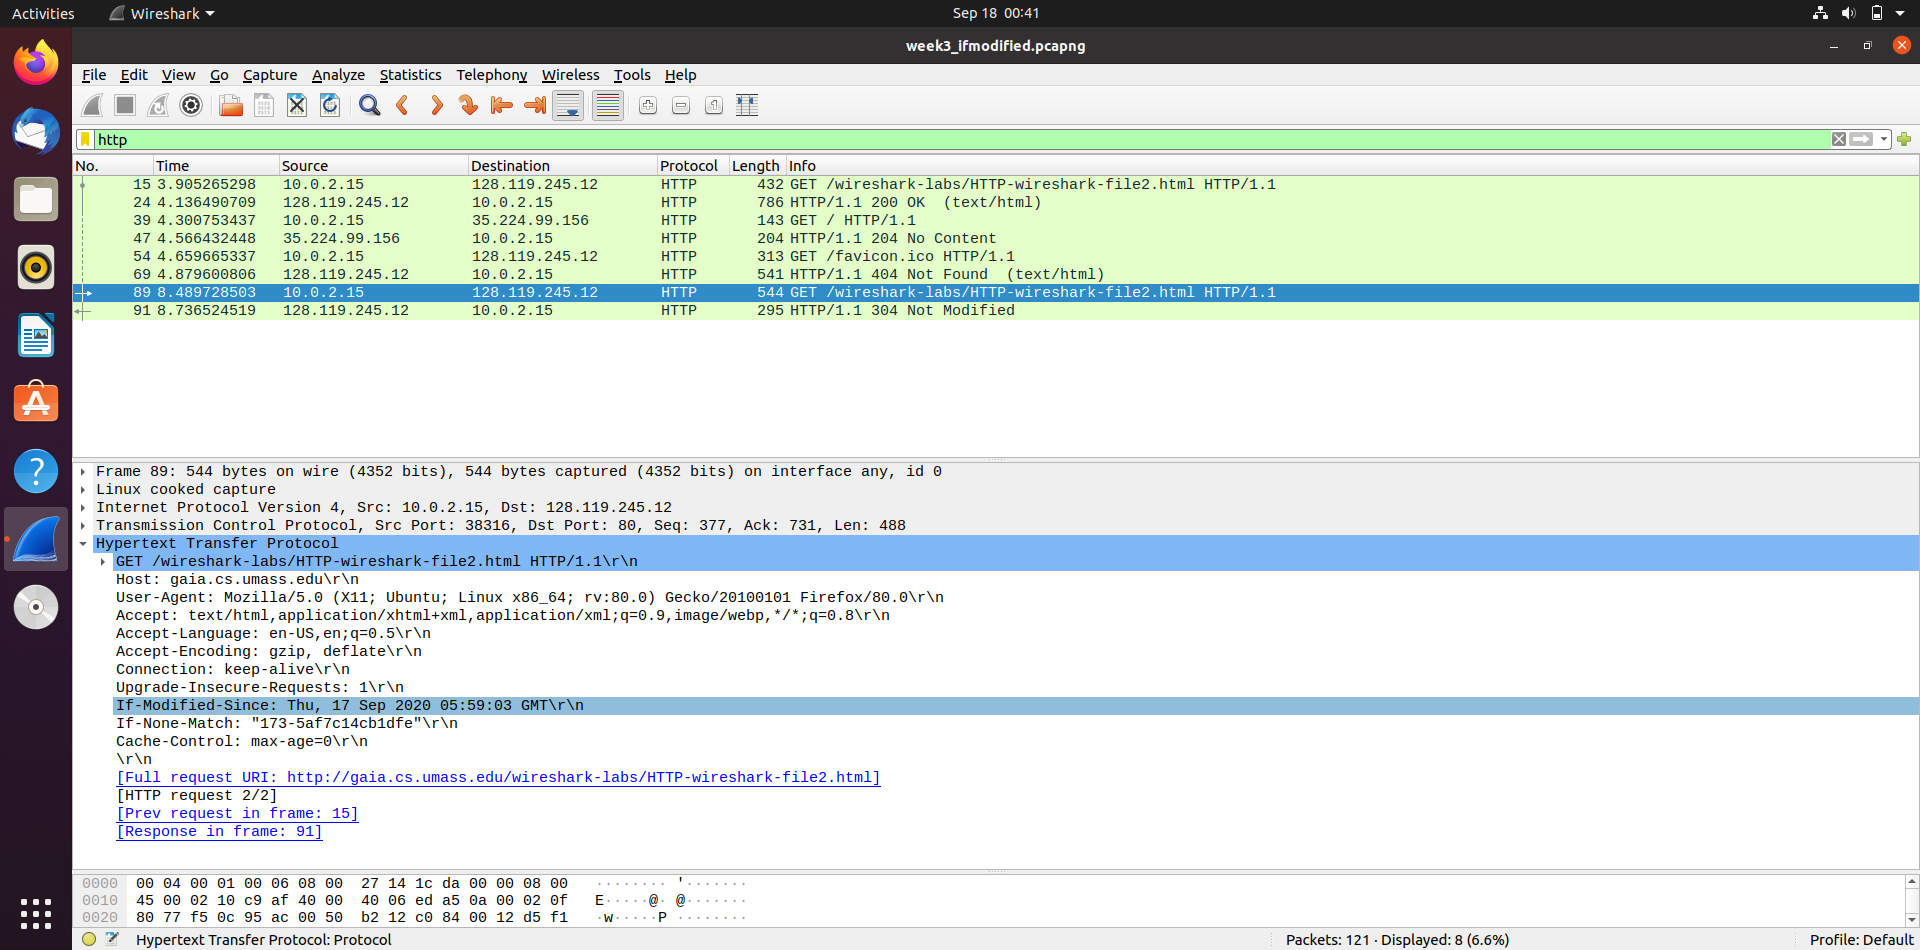 Activities Wireshark Sep 18 00:41
week3_ifmodified.pcapng
File Edit View Go Capture Analyze Statistics Telephony Wireless Tools Help
http
No. Time Source Destination Protocol Length Info
15 3.905265298 10.0.2.15 128.119.245.12 HTTP 432 GET /wireshark-labs/HTTP-wireshark-file2.html HTTP/1.1
24 4.136490709 128.119.245.12 10.0.2.15 HTTP 786 HTTP/1.1 200 OK (text/html)
39 4.300753437 10.0.2.15 35.224.99.156 HTTP 143 GET / HTTP/1.1
47 4.566432448 35.224.99.156 10.0.2.15 HTTP 204 HTTP/1.1 204 No Content
54 4.659665337 10.0.2.15 128.119.245.12 HTTP 313 GET /favicon.ico HTTP/1.1
69 4.879600806 128.119.245.12 10.0.2.15 HTTP 541 HTTP/1.1 404 Not Found (text/html)
89 8.489728503 10.0.2.15 128.119.245.12 HTTP 544 GET /wireshark-labs/HTTP-wireshark-file2.html HTTP/1.1
91 8.736524519 128.119.245.12 10.0.2.15 HTTP 295 HTTP/1.1 304 Not Modified
Frame 89: 544 bytes on wire (4352 bits), 544 bytes captured (4352 bits) on interface any, id 0
Linux cooked capture
Internet Protocol Version 4, Src: 10.0.2.15, Dst: 128.119.245.12
Transmission Control Protocol, Src Port: 38316, Dst Port: 80, Seq: 377, Ack: 731, Len: 488
Hypertext Transfer Protocol
GET /wireshark-labs/HTTP-wireshark-file2.html HTTP/1.1\r\n
Host: gaia.cs.umass.edu\r\n
User-Agent: Mozilla/5.0 (X11; Ubuntu; Linux x86_64; rv:80.0) Gecko/20100101 Firefox/80.0\r\n
Accept: text/html,application/xhtml+xml,application/xml;q=0.9,image/webp,*/*;q=0.8\r\n
Accept-Language: en-US,en;q=0.5\r\n
Accept-Encoding: gzip, deflate\r\n
Connection: keep-alive\r\n
Upgrade-Insecure-Requests: 1\r\n
If-Modified-Since: Thu, 17 Sep 2020 05:59:03 GMT\r\n
If-None-Match: "173-5af7c14cb1dfe"\r\n
Cache-Control: max-age=0\r\n
\r\n
[Full request URI: http://gaia.cs.umass.edu/wireshark-labs/HTTP-wireshark-file2.html]
[HTTP request 2/2]
[Prev request in frame: 15]
[Response in frame: 91]
0000 00 04 00 01 00 06 08 00 27 14 1c da 00 00 08 00 ········ '·······
0010 45 00 02 10 c9 af 40 00 40 06 ed a5 0a 00 02 0f E·····@· @·······
0020 80 77 f5 0c 95 ac 00 50 b2 12 c0 84 00 12 d5 f1 ·w·····P ········
Hypertext Transfer Protocol: Protocol Packets: 121 · Displayed: 8 (6.6%) Profile: Default